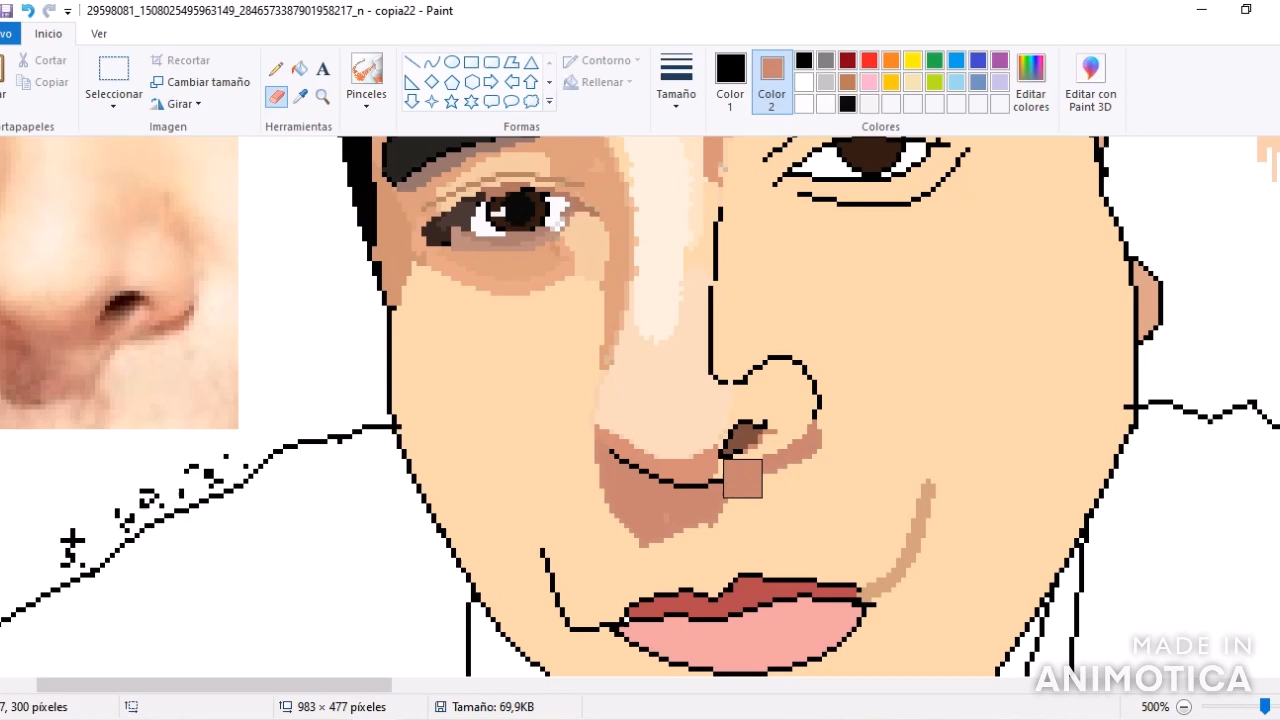 29598081_1508025495963149_2846573387901958217_n - copia22 - Paint
vo
Inicio
Ver
Cortar
Copiar
ar
ortapapeles
Seleccionar
Recortar
Cambiar tamaño
Girar
Imagen
A
Herramientas
Pinceles
Formas
Contorno
Rellenar
Tamaño
Color 1
Color 2
Editar colores
Colores
Editar con Paint 3D
7, 300 píxeles
983 × 477 píxeles
Tamaño: 69,9KB
500%
MADE IN
ANIMOTICA